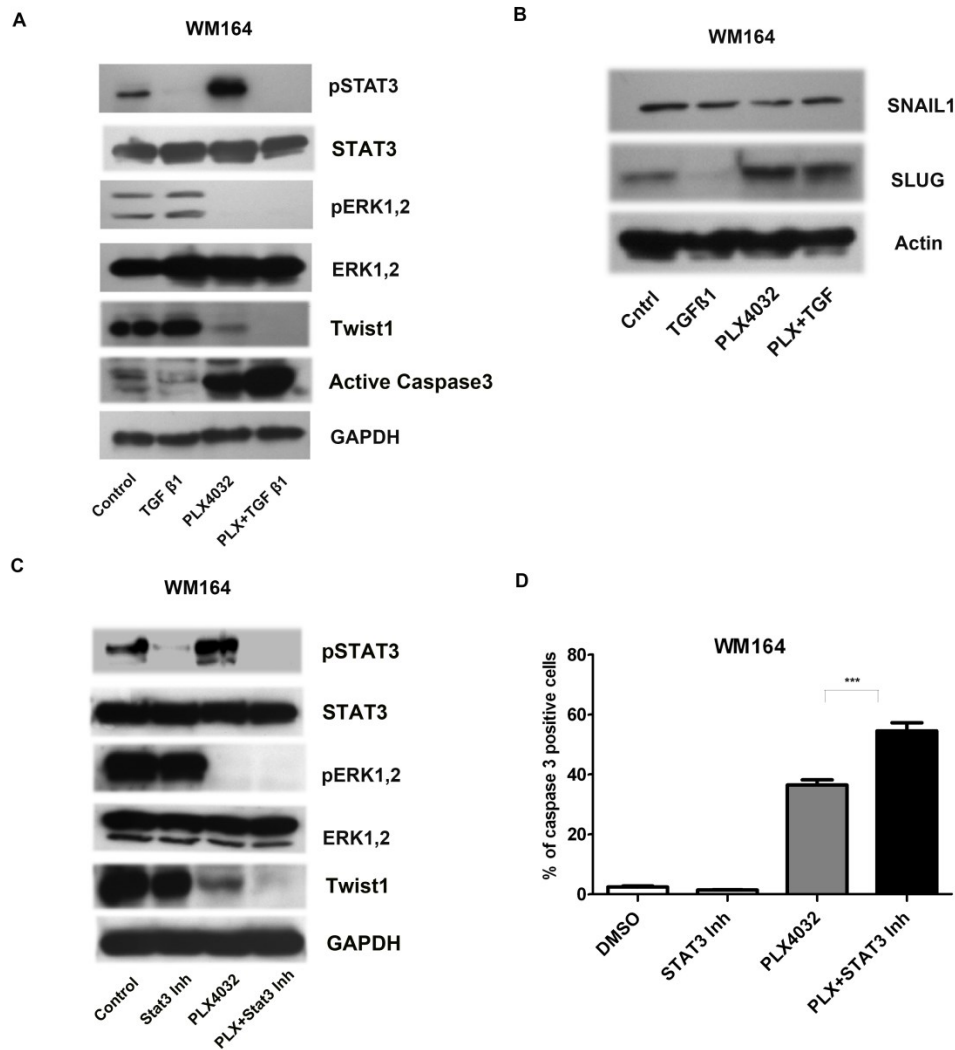 A
WM164
pSTAT3
STAT3
pERK1,2
ERK1,2
Twist1
Active Caspase3
GAPDH
Control
TGF β1
PLX4032
PLX+TGF β1
B
WM164
SNAIL1
SLUG
Actin
Cntrl
TGFß1
PLX4032
PLX+TGF
C
WM164
pSTAT3
STAT3
pERK1,2
ERK1,2
Twist1
GAPDH
Control
Stat3 Inh
PLX4032
PLX+Stat3 Inh
D
WM164
% of caspase 3 positive cells
80
60
40
20
0
***
DMSO
STAT3 Inh
PLX4032
PLX+STAT3 Inh